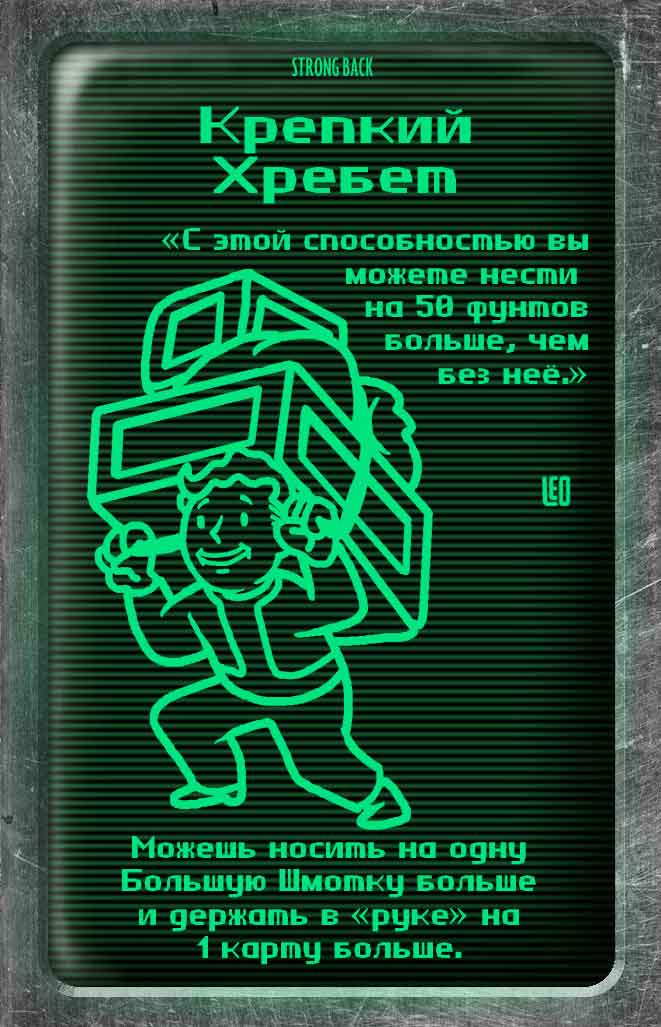 STRONG BACK
Крепкий
Хребет
«С этой способностью вы
можете нести
на 50 фунтов
больше, чем
без неё.»
LEO
Можешь носить на одну
Большую Шмотку больше
и держать в «руке» на
1 карту больше.